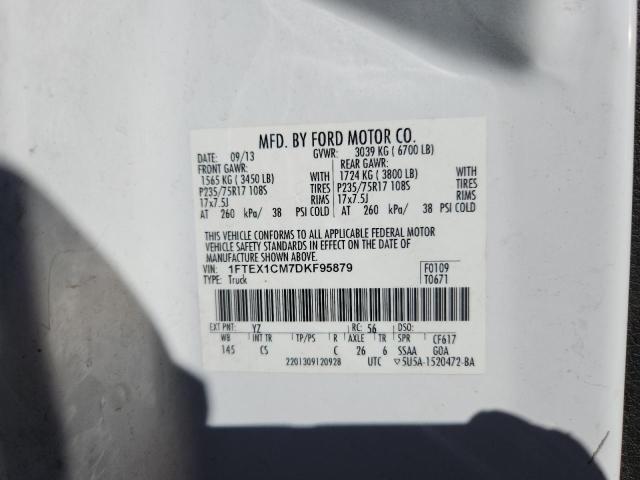 MFD. BY FORD MOTOR CO.
DATE: 09/13 GVWR: 3039 KG ( 6700 LB)
FRONT GAWR: REAR GAWR:
1565 KG ( 3450 LB) WITH 1724 KG ( 3800 LB) WITH
P235/75R17 108S TIRES P235/75R17 108S TIRES
17x7.5J RIMS 17x7.5J RIMS
AT 260 kPa/ 38 PSI COLD AT 260 kPa/ 38 PSI COLD
THIS VEHICLE CONFORMS TO ALL APPLICABLE FEDERAL MOTOR
VEHICLE SAFETY STANDARDS IN EFFECT ON THE DATE OF
MANUFACTURE SHOWN ABOVE.
VIN: 1FTEX1CM7DKF95879 F0109
TYPE: Truck T0671
EXT PNT: YZ RC: 56 DSO:
WB INT TR TP/PS R AXLE TR SPR CF617
145 CS C 26 6 SSAA GOA
2201309120928 UTC ▽5U5A-1520472-BA